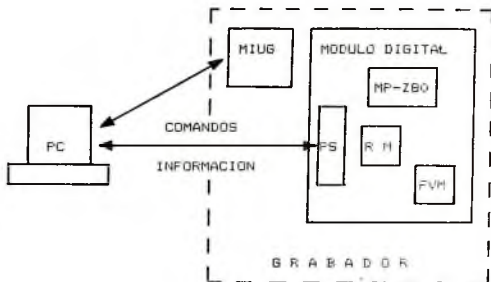 MIUG
MODULO DIGITAL
MP-Z80
PC
COMANDOS
PS
R M
INFORMACION
FVM
G R A B A D O R